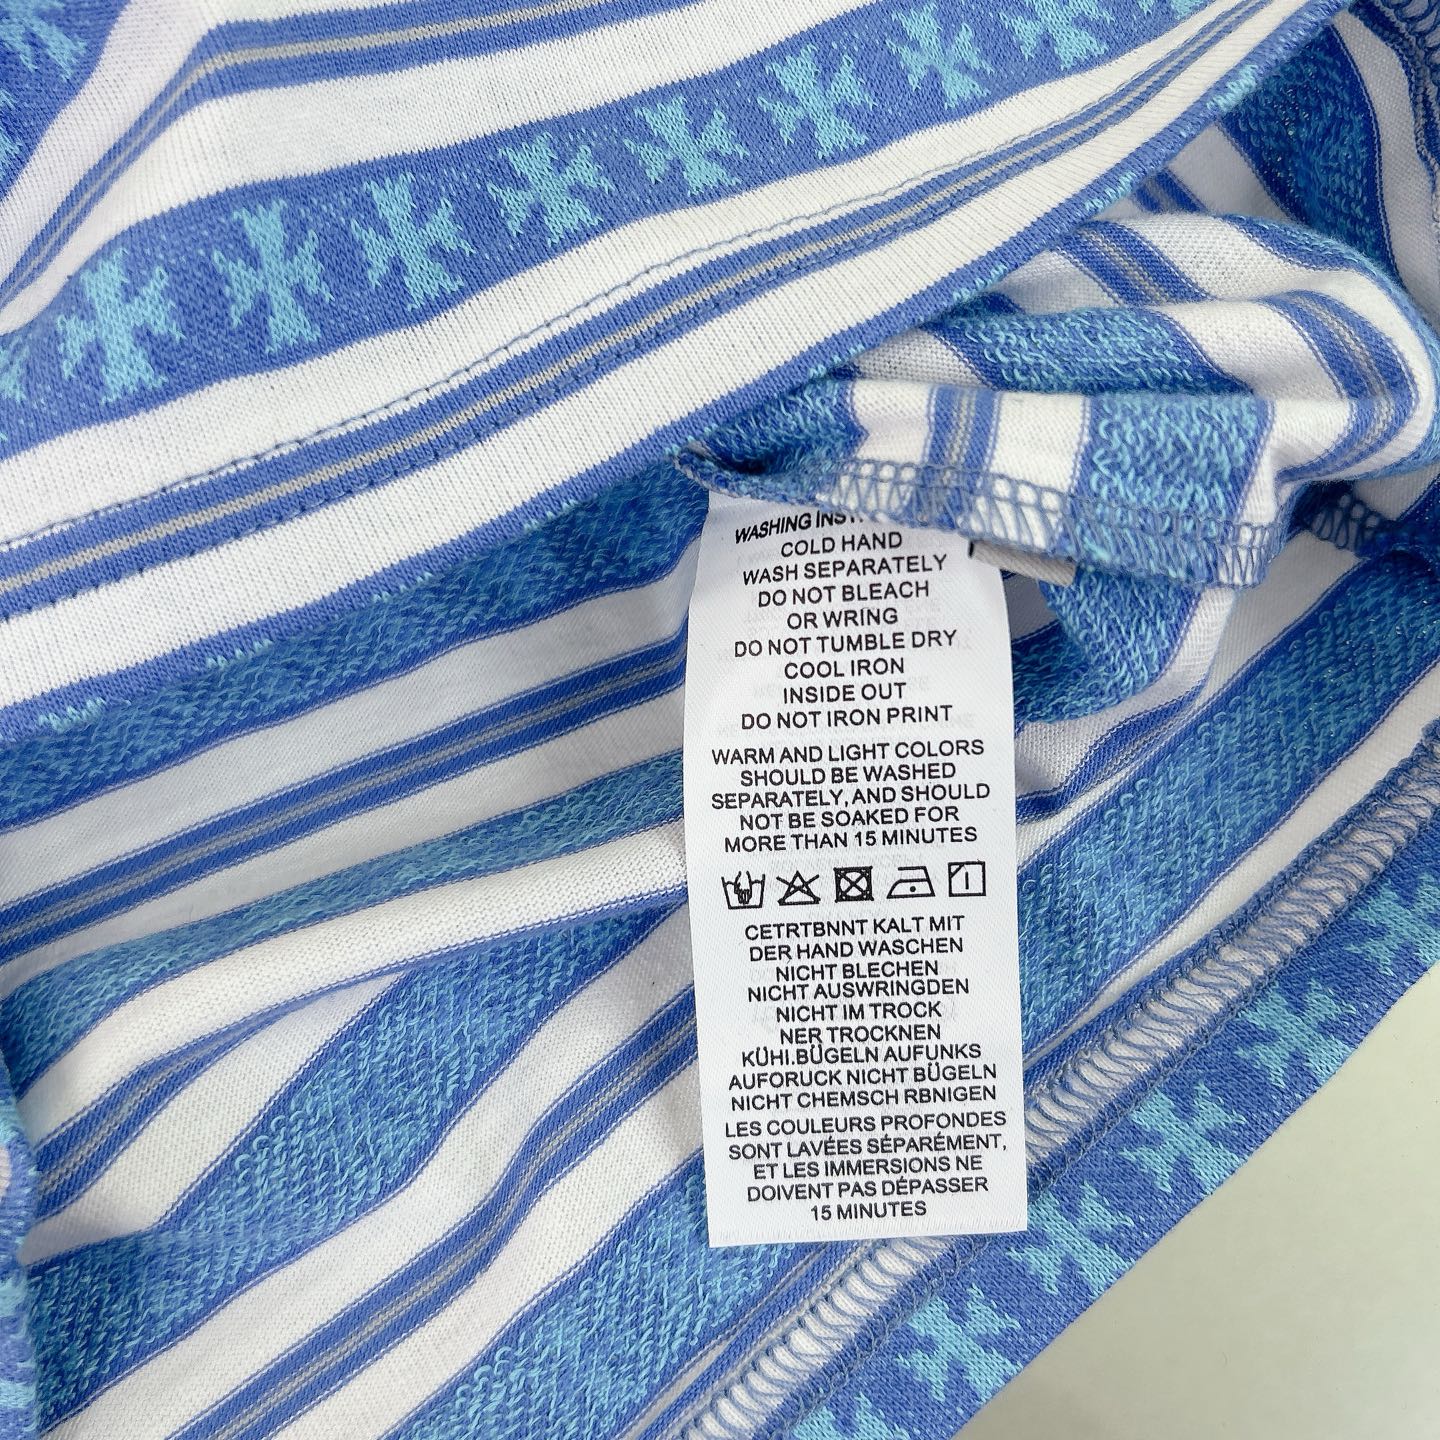 WASHING
COLD HAND
WASH SEPARATELY
DO NOT BLEACH
OR WRING
DO NOT TUMBLE DRY
COOL IRON
INSIDE OUT
DO NOT IRON PRINT
WARM AND LIGHT COLORS
SHOULD BE WASHED
SEPARATELY,AND SHOULD
NOT BE SOAKED FOR
MORE THAN 15 MINUTES
CETRTBNNT KALT MIT
DER HAND WASCHEN
NICHT BLECHEN
NICHT AUSWRINGDEN
NICHT IM TROCK
NER TROCKNEN
KÜHI.BÜGELN AUFUNKS
AUFORUCK NICHT BÜGELN
NICHT CHEMSCH RBNIGEN
LES COULEURS PROFONDES
SONT LAVÉES SÉPARÉMENT,
ET LES IMMERSIONS NE
DOIVENT PAS DÉPASSER
15 MINUTES